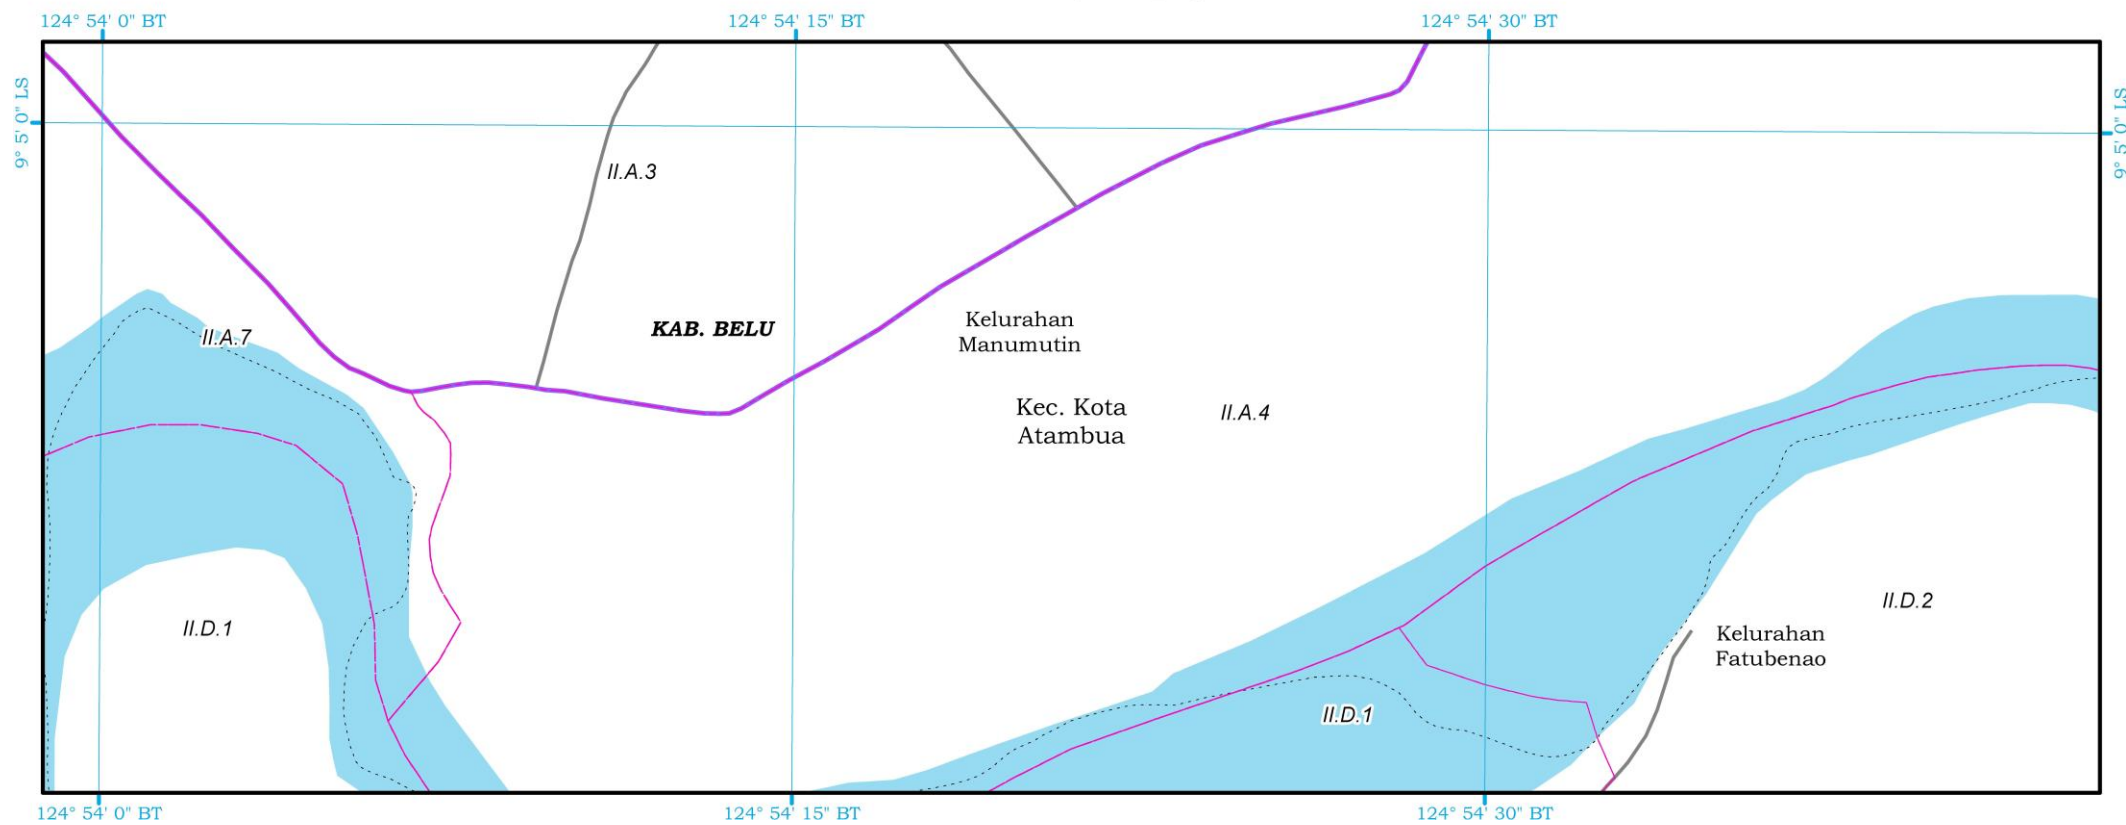 124° 54' 0" BT
124° 54' 15" BT
124° 54' 30" BT
9° 5' 0" LS
9° 5' 0" LS
II.A.3
KAB. BELU
Kelurahan
Manumutin
II.A.7
Kec. Kota
Atambua
II.A.4
II.D.1
II.D.2
Kelurahan
Fatubenao
II.D.1
124° 54' 0" BT
124° 54' 15" BT
124° 54' 30" BT